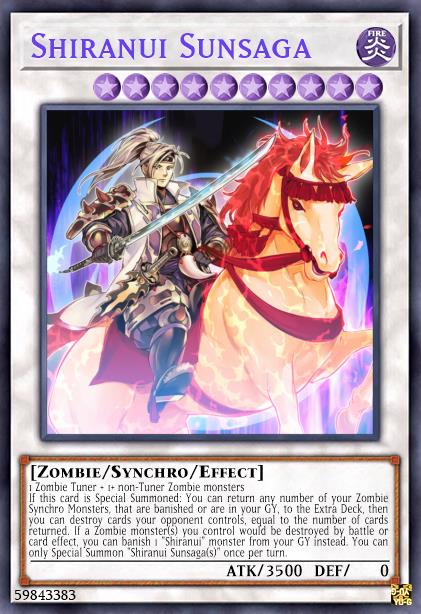 SHIRANUI SUNSAGA
FIRE
炎
[ZOMBIE/SYNCHRO/EFFECT]
1 Zombie Tuner + 1+ non-Tuner Zombie monsters
If this card is Special Summoned: You can return any number of your Zombie
Synchro Monsters, that are banished or are in your GY, to the Extra Deck, then
you can destroy cards your opponent controls, equal to the number of cards
returned. If a Zombie monster(s) you control would be destroyed by battle or
card effect, you can banish 1 "Shiranui" monster from your GY instead. You can
only Special Summon "Shiranui Sunsaga(s)" once per turn.
ATK/3500 DEF/ 0
59843383